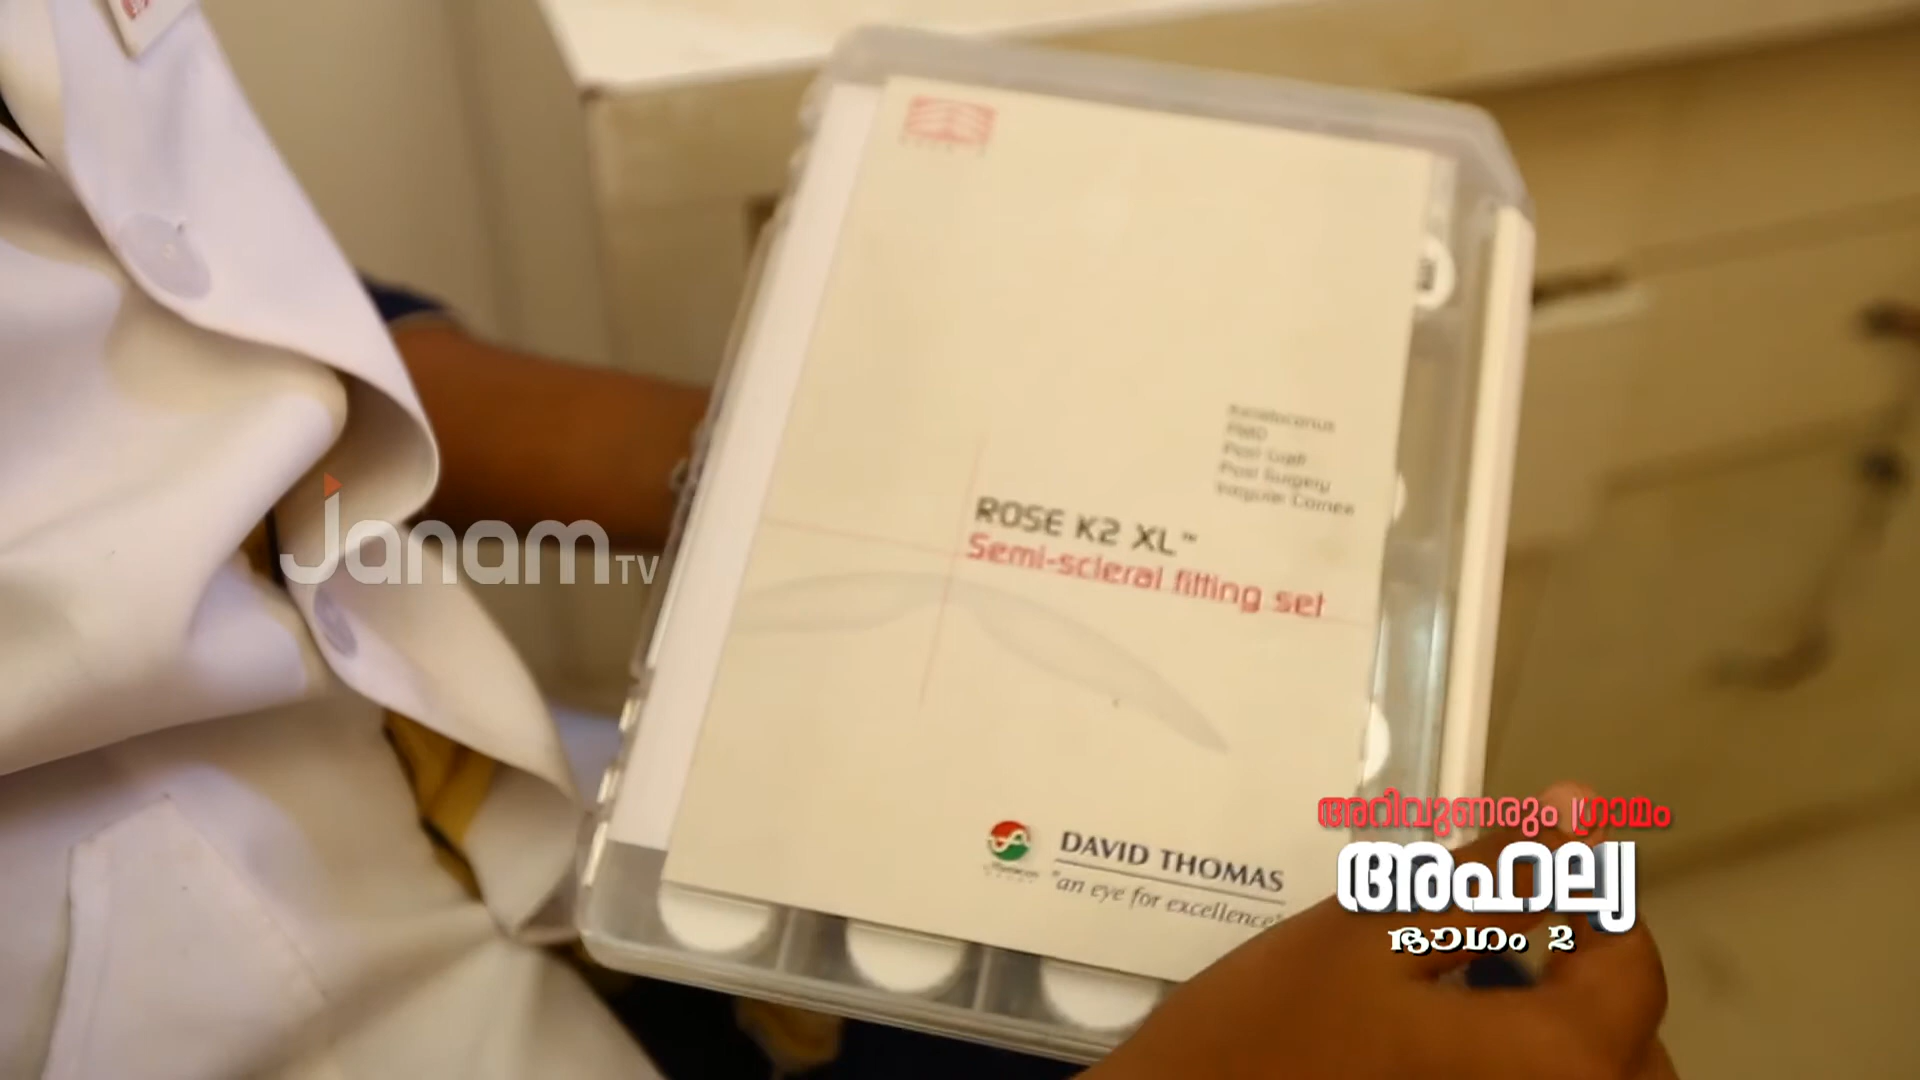 Keratoconus
PMD
Post Graft
Post Surgery
Irregular Cornea
ROSE K2 XL™
Semi-scleral fitting set
Janam TV
DAVID THOMAS
"an eye for excellence"
അറിവുണരും ഗ്രാമം
അഹല്യ
ഭാഗം 2